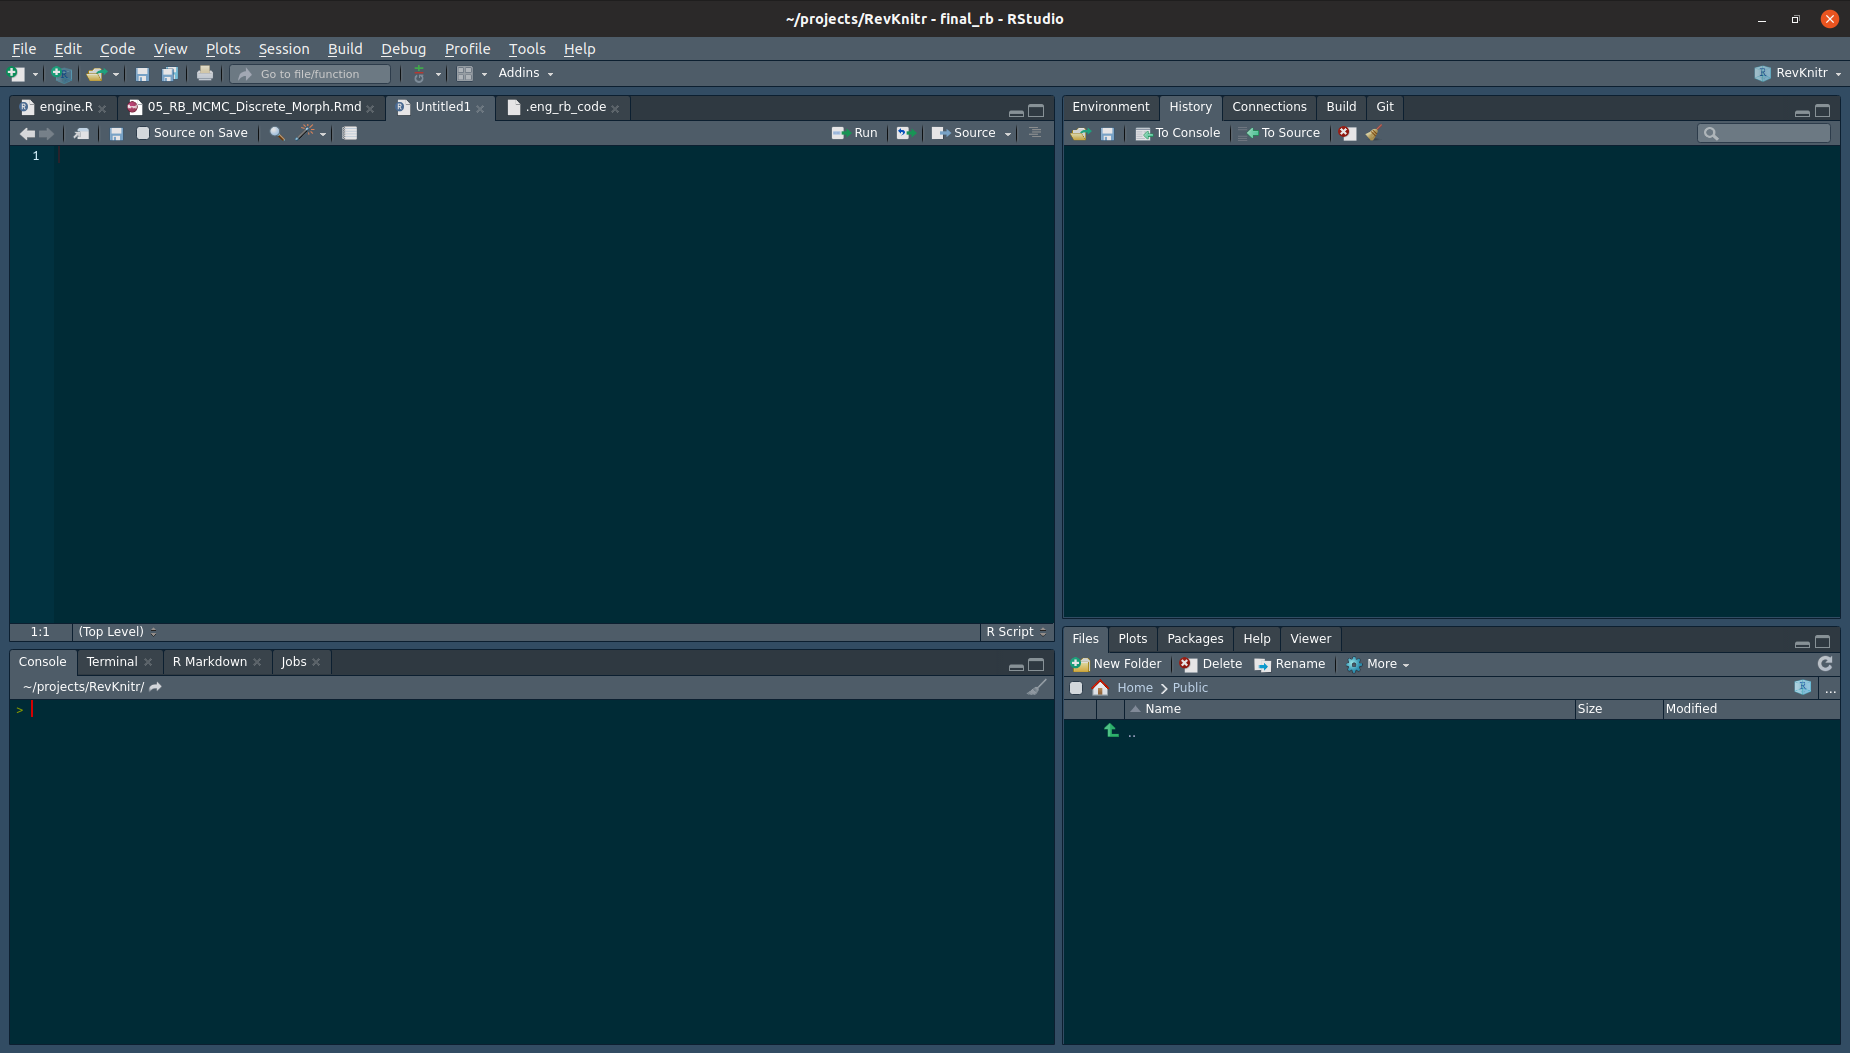 ~/projects/RevKnitr - final_rb - RStudio
File Edit Code View Plots Session Build Debug Profile Tools Help
Go to file/function Addins RevKnitr
engine.R 05_RB_MCMC_Discrete_Morph.Rmd Untitled1 .eng_rb_code
Source on Save Run Source
1
1:1 (Top Level) R Script
Console Terminal R Markdown Jobs
~/projects/RevKnitr/
>
Environment History Connections Build Git
To Console To Source
Files Plots Packages Help Viewer
New Folder Delete Rename More
Home Public ...
Name Size Modified
..